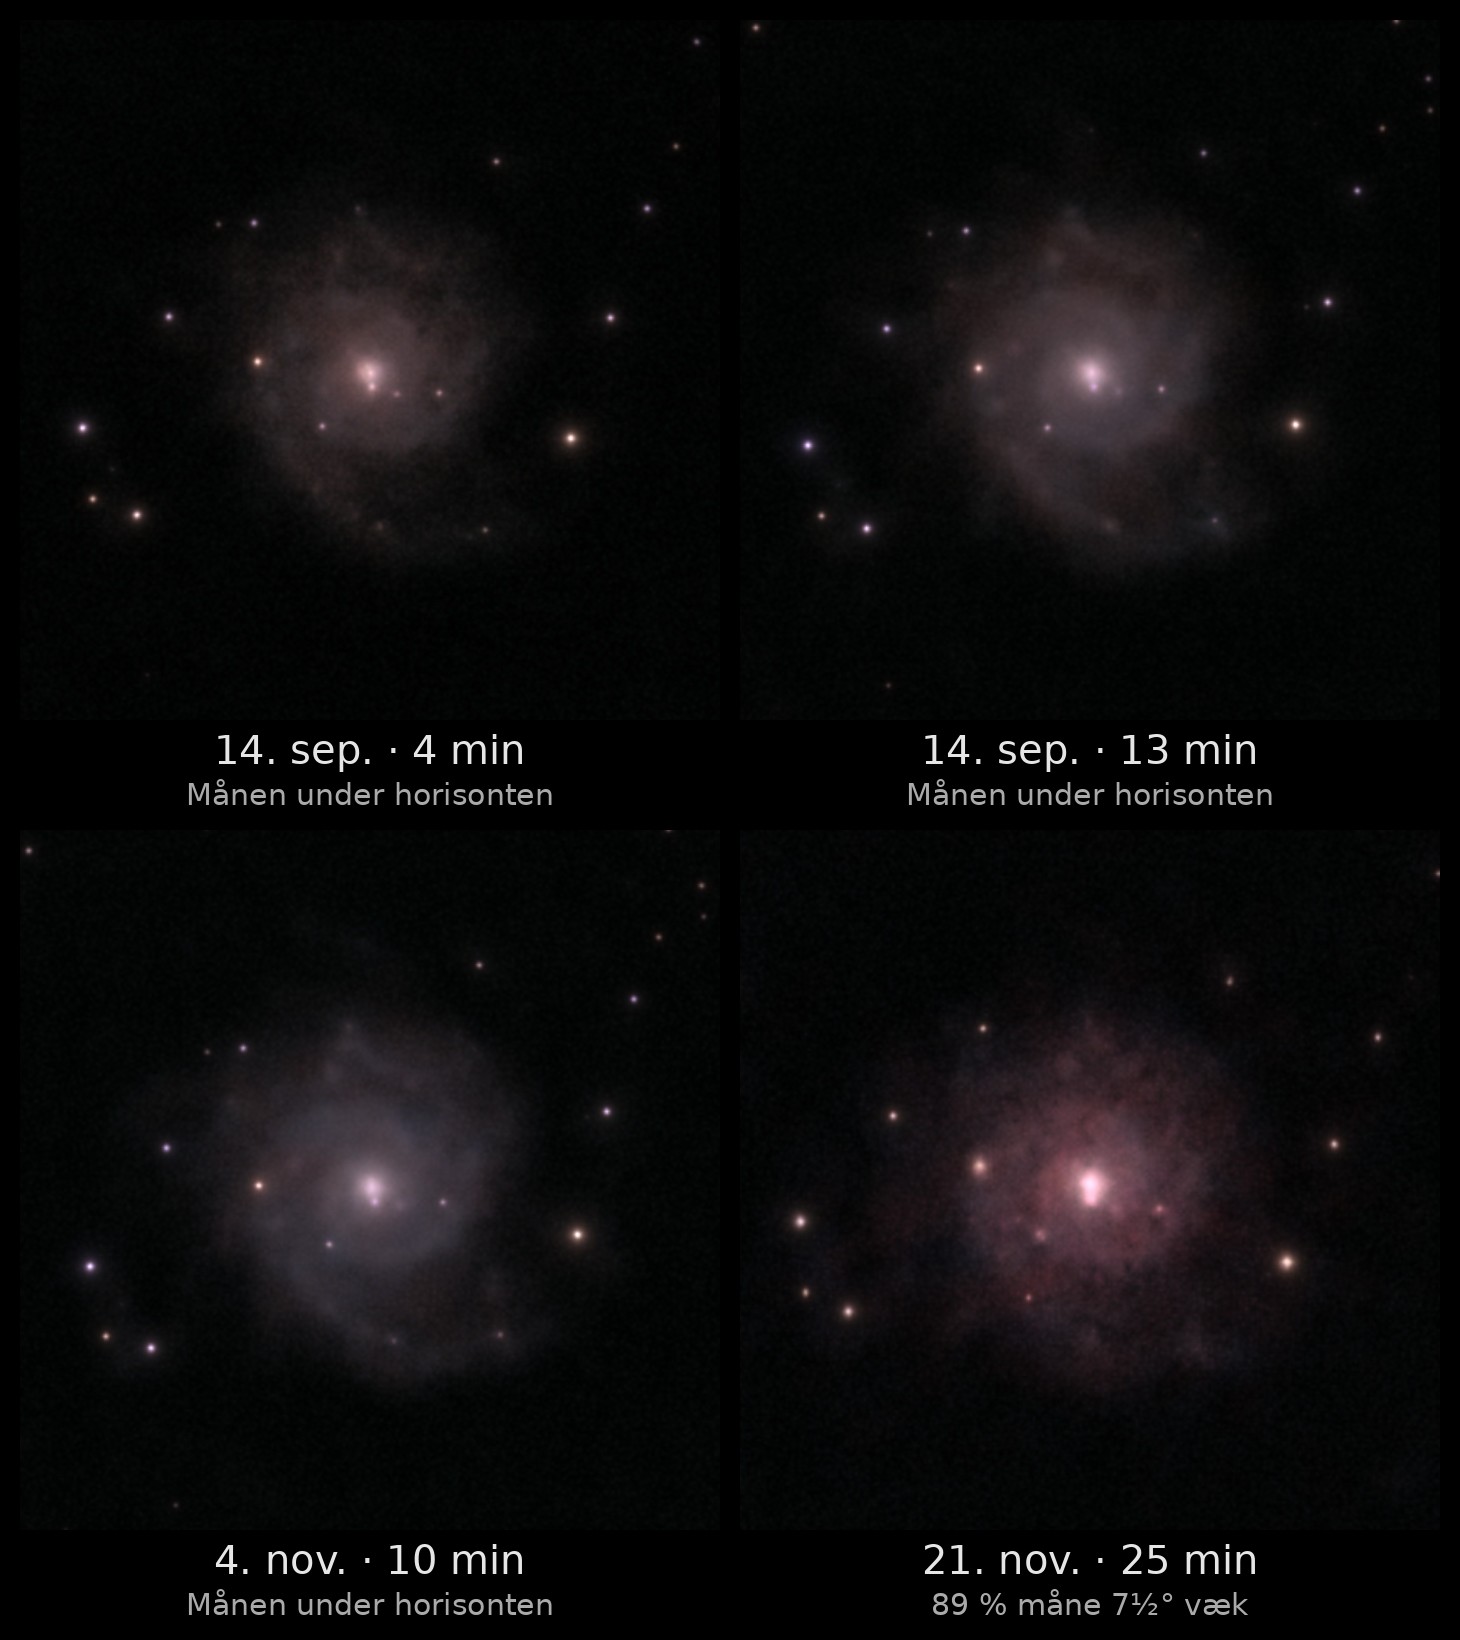 14. sep. · 4 min
Månen under horisonten
14. sep. · 13 min
Månen under horisonten
4. nov. · 10 min
Månen under horisonten
21. nov. · 25 min
89 % måne 7½° væk